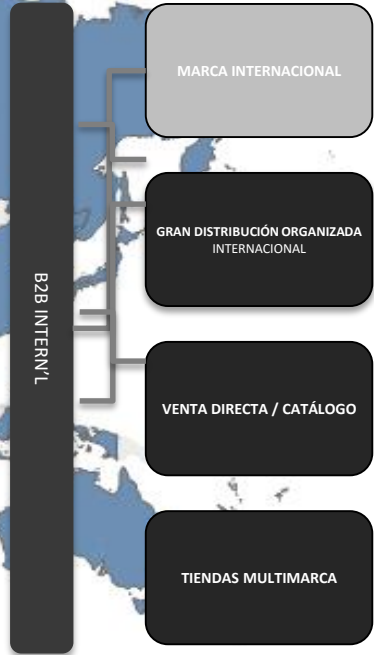 B2B INTERN'L
MARCA INTERNACIONAL
GRAN DISTRIBUCIÓN ORGANIZADA
INTERNACIONAL
VENTA DIRECTA / CATÁLOGO
TIENDAS MULTIMARCA